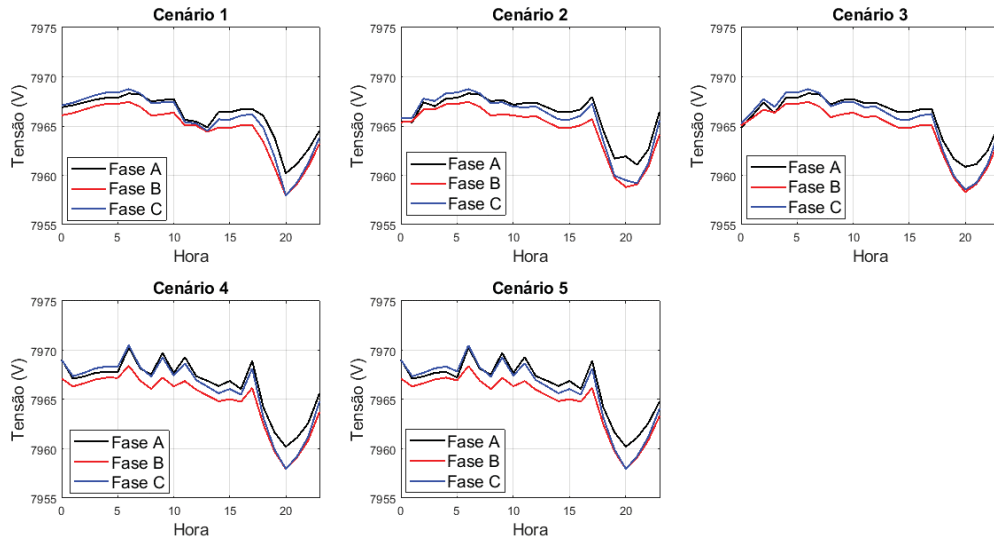 Cenário 1
7975
7970
7965
7960
7955
Tensão (V)
Fase A
Fase B
Fase C
0 5 10 15 20
Hora
Cenário 2
7975
7970
7965
7960
7955
Tensão (V)
Fase A
Fase B
Fase C
0 5 10 15 20
Hora
Cenário 3
7975
7970
7965
7960
7955
Tensão (V)
Fase A
Fase B
Fase C
0 5 10 15 20
Hora
Cenário 4
7975
7970
7965
7960
7955
Tensão (V)
Fase A
Fase B
Fase C
0 5 10 15 20
Hora
Cenário 5
7975
7970
7965
7960
7955
Tensão (V)
Fase A
Fase B
Fase C
0 5 10 15 20
Hora